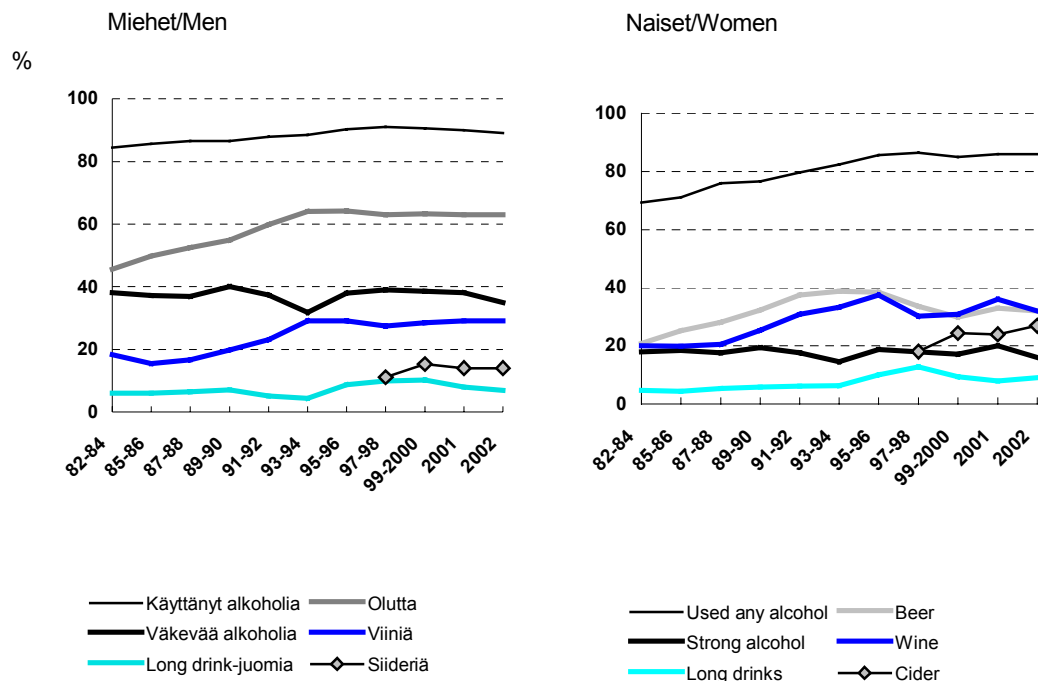 Miehet/Men
%
100
80
60
40
20
0
82-84
85-86
87-88
89-90
91-92
93-94
95-96
97-98
99-2000
2001
2002
Käyttänyt alkoholia
Olutta
Väkevää alkoholia
Viiniä
Long drink-juomia
Siideriä
Naiset/Women
100
80
60
40
20
0
82-84
85-86
87-88
89-90
91-92
93-94
95-96
97-98
99-2000
2001
2002
Used any alcohol
Beer
Strong alcohol
Wine
Long drinks
Cider